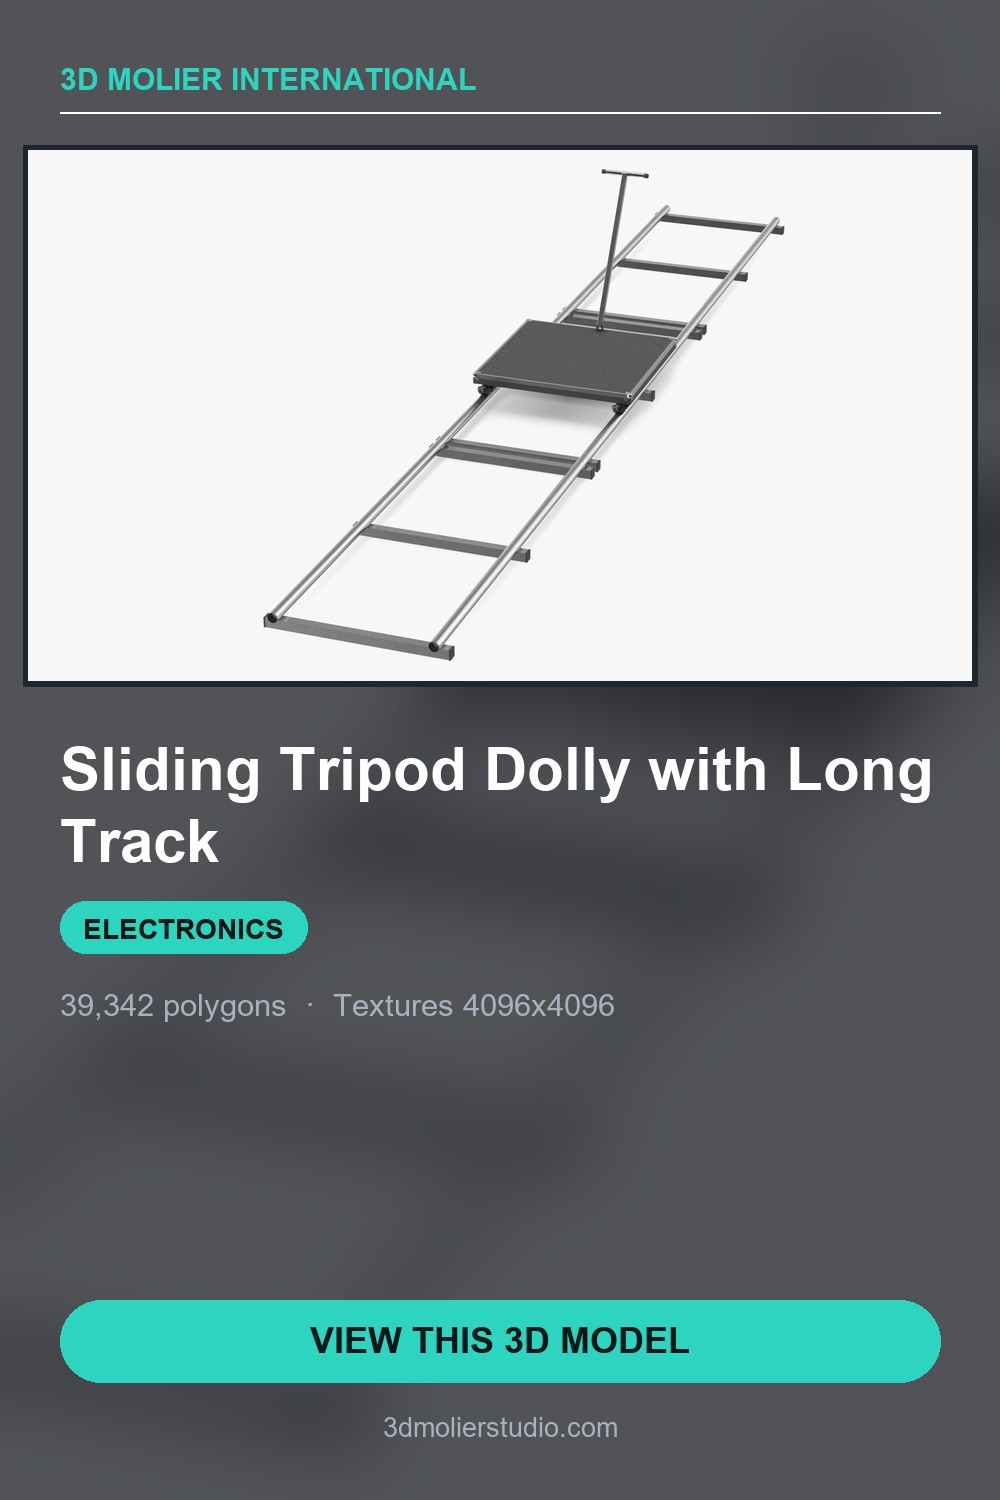 3D MOLIER INTERNATIONAL
Sliding Tripod Dolly with Long
Track
ELECTRONICS
39,342 polygons · Textures 4096x4096
VIEW THIS 3D MODEL
3dmolierstudio.com